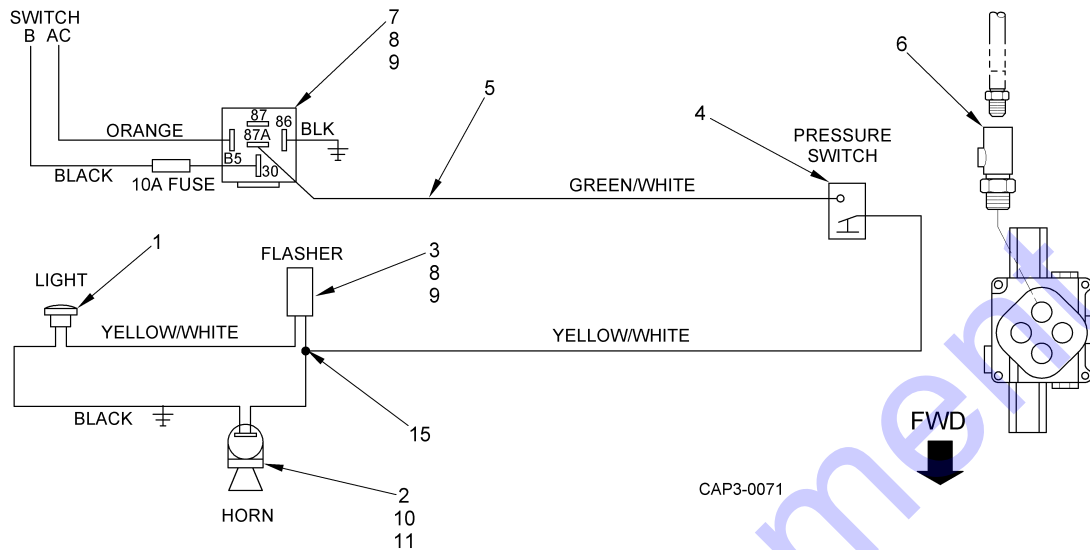 SWITCH
B AC
7
8
9
6
5
4
87
86
87A
B5
30
ORANGE
BLK
BLACK
10A FUSE
PRESSURE
SWITCH
GREEN/WHITE
1
LIGHT
FLASHER
3
8
9
YELLOW/WHITE
YELLOW/WHITE
BLACK
15
FWD
2
10
11
HORN
CAP3-0071